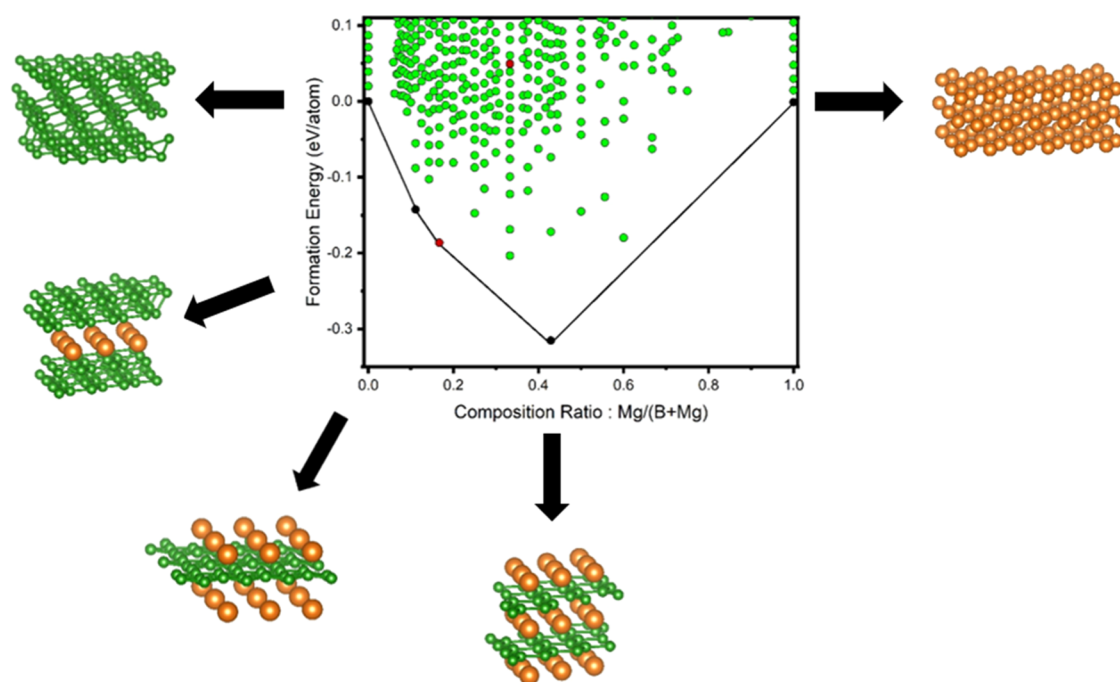 0.1
0.0
-0.1
-0.2
-0.3
Formation Energy (eV/atom)
0.0 0.2 0.4 0.6 0.8 1.0
Composition Ratio : Mg/(B+Mg)